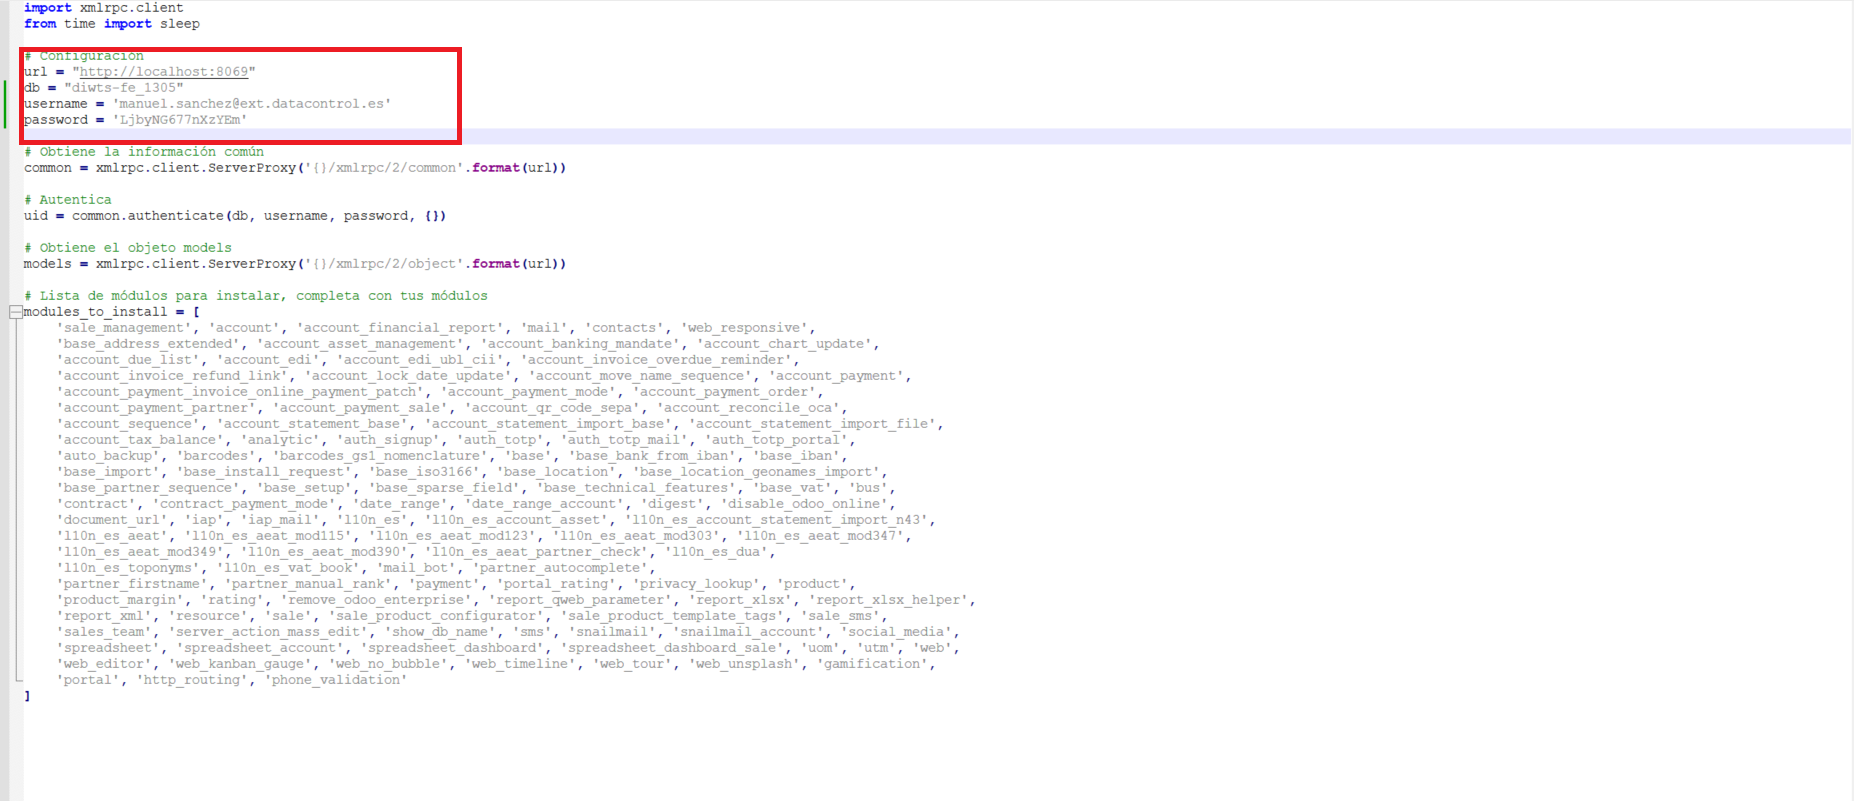 import xmlrpc.client
from time import sleep
# Configuración
url = "http://localhost:8069"
db = "diwts-fe_1305"
username = 'manuel.sanchez@ext.datacontrol.es'
password = 'LjbyNG677nXzYEm'
# Obtiene la información común
common = xmlrpc.client.ServerProxy('{}/xmlrpc/2/common'.format(url))
# Autentica
uid = common.authenticate(db, username, password, {})
# Obtiene el objeto models
models = xmlrpc.client.ServerProxy('{}/xmlrpc/2/object'.format(url))
# Lista de módulos para instalar, completa con tus módulos
modules_to_install = [
'sale_management', 'account', 'account_financial_report', 'mail', 'contacts', 'web_responsive',
'base_address_extended', 'account_asset_management', 'account_banking_mandate', 'account_chart_update',
'account_due_list', 'account_edi', 'account_edi_ubl_cii', 'account_invoice_overdue_reminder',
'account_invoice_refund_link', 'account_lock_date_update', 'account_move_name_sequence', 'account_payment',
'account_payment_invoice_online_payment_patch', 'account_payment_mode', 'account_payment_order',
'account_payment_partner', 'account_payment_sale', 'account_qr_code_sepa', 'account_reconcile_oca',
'account_sequence', 'account_statement_base', 'account_statement_import_base', 'account_statement_import_file',
'account_tax_balance', 'analytic', 'auth_signup', 'auth_totp', 'auth_totp_mail', 'auth_totp_portal',
'auto_backup', 'barcodes', 'barcodes_gs1_nomenclature', 'base', 'base_bank_from_iban', 'base_iban',
'base_import', 'base_install_request', 'base_iso3166', 'base_location', 'base_location_geonames_import',
'base_partner_sequence', 'base_setup', 'base_sparse_field', 'base_technical_features', 'base_vat', 'bus',
'contract', 'contract_payment_mode', 'date_range', 'date_range_account', 'digest', 'disable_odoo_online',
'document_url', 'iap', 'iap_mail', 'l10n_es', 'l10n_es_account_asset', 'l10n_es_account_statement_import_n43',
'l10n_es_aeat', 'l10n_es_aeat_mod115', 'l10n_es_aeat_mod123', 'l10n_es_aeat_mod303', 'l10n_es_aeat_mod347',
'l10n_es_aeat_mod349', 'l10n_es_aeat_mod390', 'l10n_es_aeat_partner_check', 'l10n_es_dua',
'l10n_es_toponyms', 'l10n_es_vat_book', 'mail_bot', 'partner_autocomplete',
'partner_firstname', 'partner_manual_rank', 'payment', 'portal_rating', 'privacy_lookup', 'product',
'product_margin', 'rating', 'remove_odoo_enterprise', 'report_qweb_parameter', 'report_xlsx', 'report_xlsx_helper',
'report_xml', 'resource', 'sale', 'sale_product_configurator', 'sale_product_template_tags', 'sale_sms',
'sales_team', 'server_action_mass_edit', 'show_db_name', 'sms', 'snailmail', 'snailmail_account', 'social_media',
'spreadsheet', 'spreadsheet_account', 'spreadsheet_dashboard', 'spreadsheet_dashboard_sale', 'uom', 'utm', 'web',
'web_editor', 'web_kanban_gauge', 'web_no_bubble', 'web_timeline', 'web_tour', 'web_unsplash', 'gamification',
'portal', 'http_routing', 'phone_validation'
]